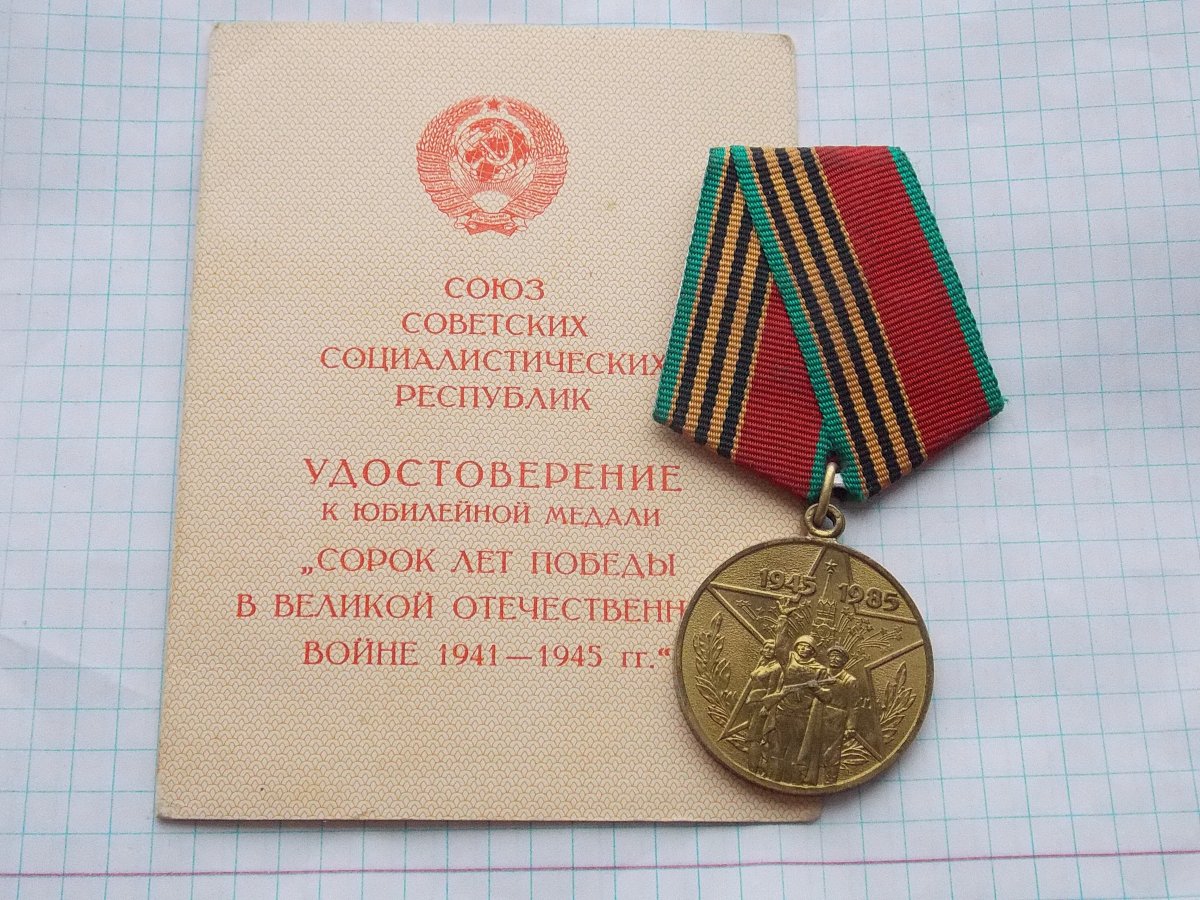 СОЮЗ
СОВЕТСКИХ
СОЦИАЛИСТИЧЕСКИХ
РЕСПУБЛИК
УДОСТОВЕРЕНИЕ
К ЮБИЛЕЙНОЙ МЕДАЛИ
„СОРОК ЛЕТ ПОБЕДЫ
В ВЕЛИКОЙ ОТЕЧЕСТВЕНН
ВОЙНЕ 1941—1945 гг.“
1945 1985